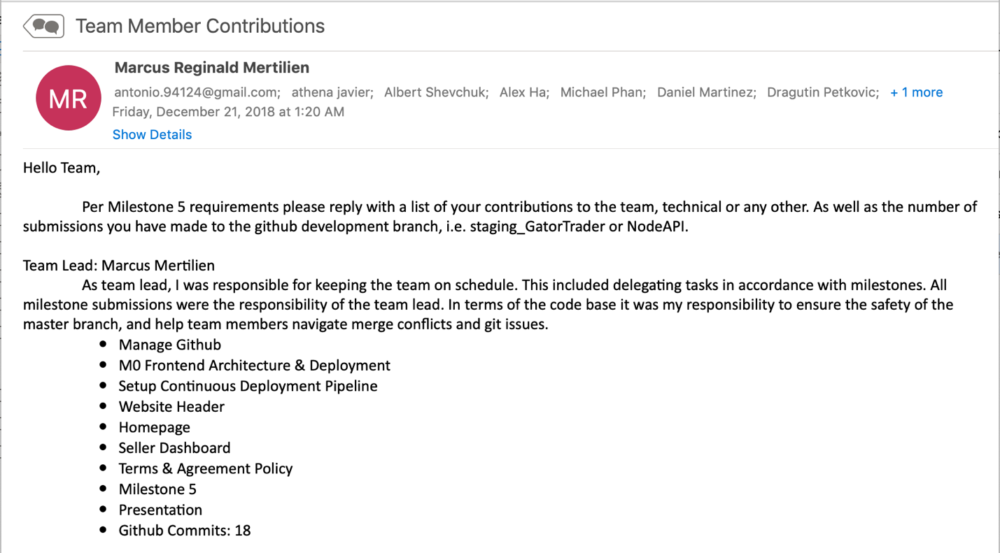 Team Member Contributions
MR
Marcus Reginald Mertilien
antonio.94124@gmail.com; athena javier; Albert Shevchuk; Alex Ha; Michael Phan; Daniel Martinez; Dragutin Petkovic; + 1 more
Friday, December 21, 2018 at 1:20 AM
Show Details
Hello Team,
Per Milestone 5 requirements please reply with a list of your contributions to the team, technical or any other. As well as the number of
submissions you have made to the github development branch, i.e. staging_GatorTrader or NodeAPI.
Team Lead: Marcus Mertilien
As team lead, I was responsible for keeping the team on schedule. This included delegating tasks in accordance with milestones. All
milestone submissions were the responsibility of the team lead. In terms of the code base it was my responsibility to ensure the safety of the
master branch, and help team members navigate merge conflicts and git issues.
• Manage Github
• M0 Frontend Architecture & Deployment
• Setup Continuous Deployment Pipeline
• Website Header
• Homepage
• Seller Dashboard
• Terms & Agreement Policy
• Milestone 5
• Presentation
• Github Commits: 18